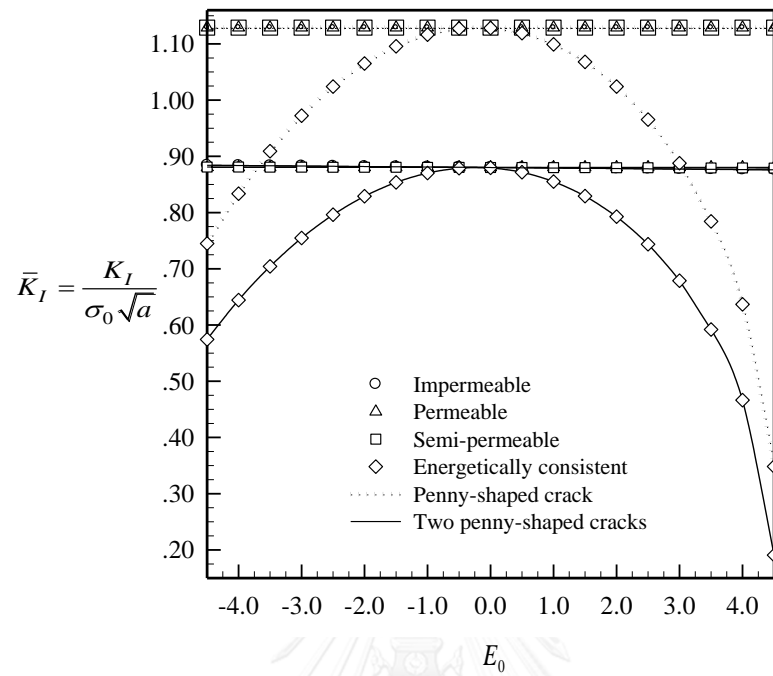 1.10
1.00
.90
.80
.70
.60
.50
.40
.30
.20
K̄_I = K_I / σ_0 √a
Impermeable
Permeable
Semi-permeable
Energetically consistent
Penny-shaped crack
Two penny-shaped cracks
-4.0 -3.0 -2.0 -1.0 0.0 1.0 2.0 3.0 4.0
E_0